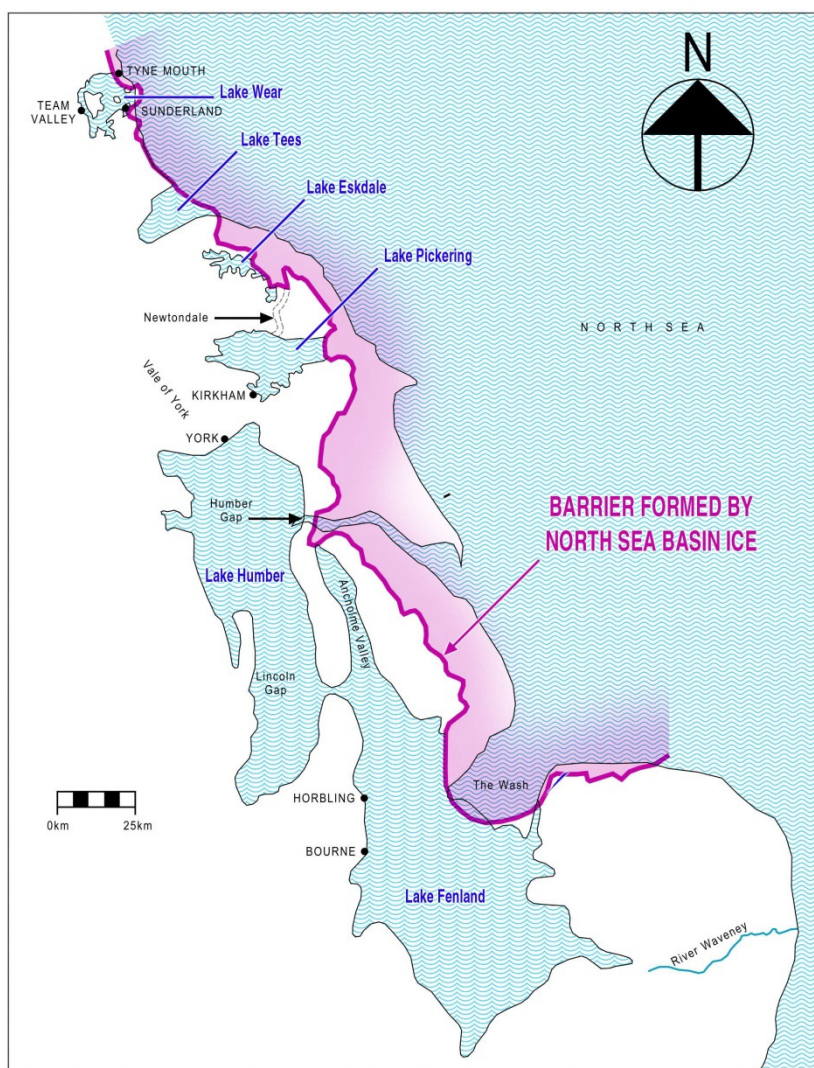 N
TYNE MOUTH
Lake Wear
TEAM
VALLEY
SUNDERLAND
Lake Tees
Lake Eskdale
Lake Pickering
Newtondale
NORTH SEA
Vale of York
KIRKHAM
YORK
Humber
Gap
BARRIER FORMED BY
NORTH SEA BASIN ICE
Lake Humber
Ancholme Valley
Lincoln
Gap
The Wash
HORBLING
0km
25km
BOURNE
Lake Fenland
River Waveney